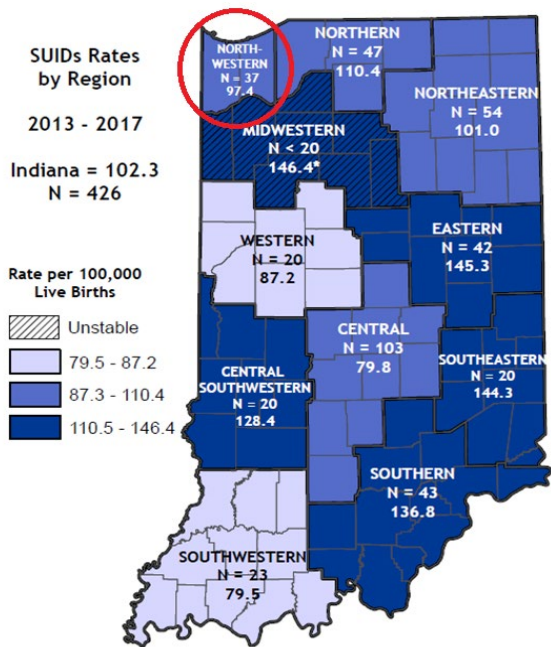 SUIDs Rates
by Region
2013 - 2017
Indiana = 102.3
N = 426
Rate per 100,000
Live Births
Unstable
79.5 - 87.2
87.3 - 110.4
110.5 - 146.4
NORTH-
WESTERN
N = 37
97.4
NORTHERN
N = 47
110.4
NORTHEASTERN
N = 54
101.0
MIDWESTERN
N < 20
146.4*
WESTERN
N = 20
87.2
EASTERN
N = 42
145.3
CENTRAL
N = 103
79.8
CENTRAL
SOUTHWESTERN
N = 20
128.4
SOUTHEASTERN
N = 20
144.3
SOUTHERN
N = 43
136.8
SOUTHWESTERN
N = 23
79.5